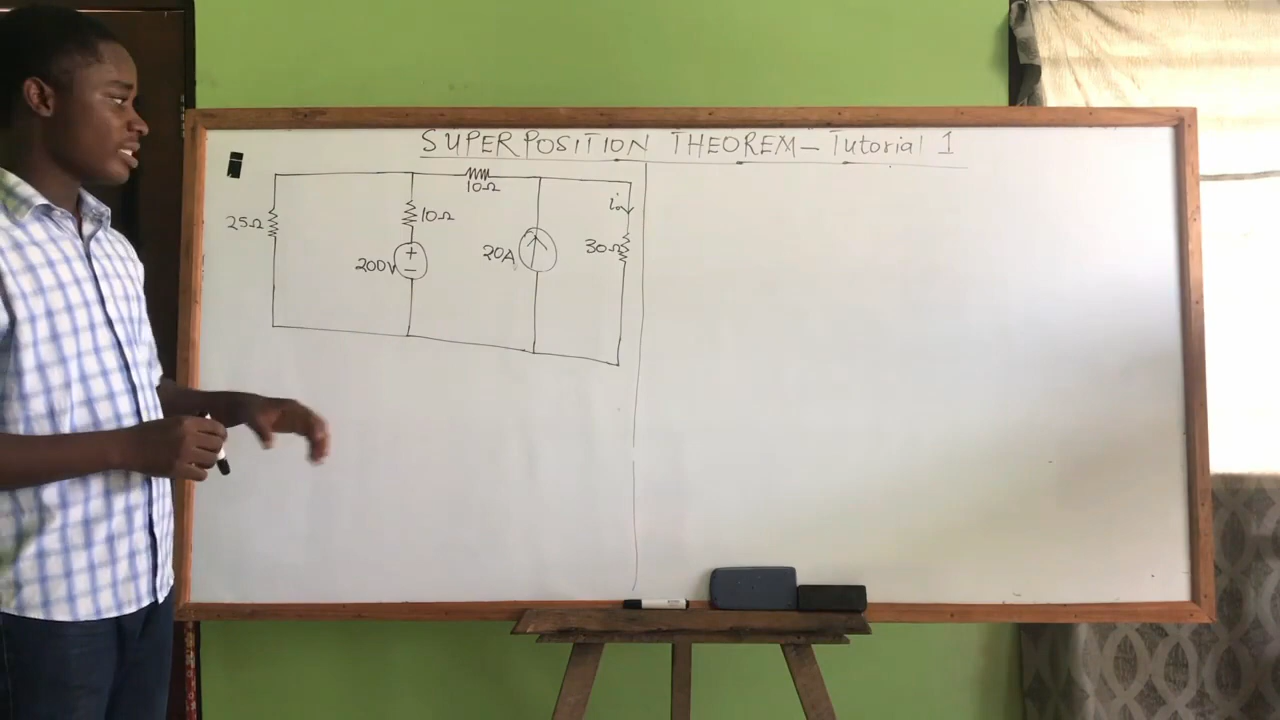 SUPERPOSITION THEOREM - Tutorial 1
10Ω
25Ω
10Ω
200V
20A
i₀
30Ω